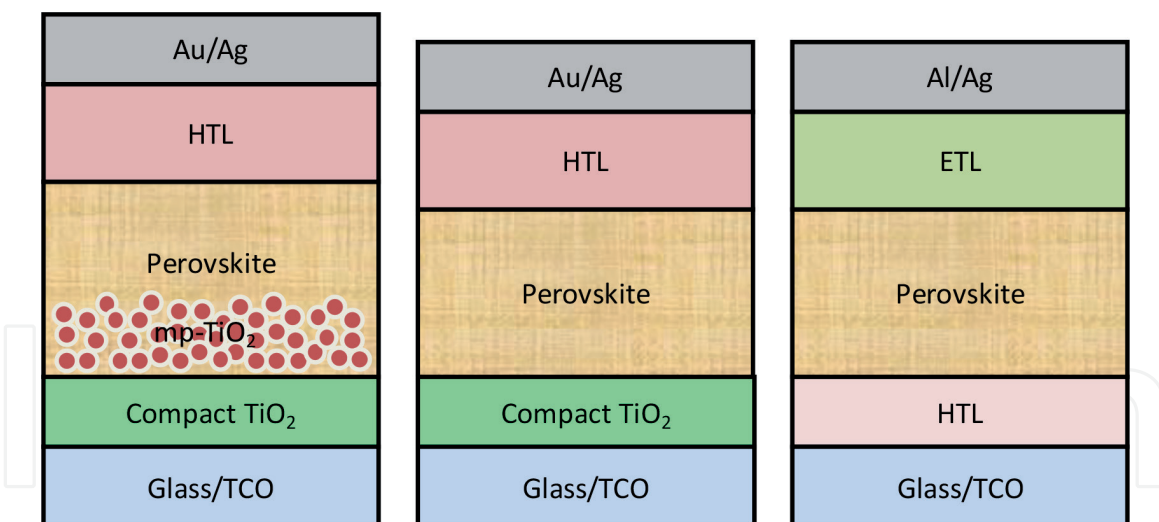 Au/Ag
HTL
Perovskite
mp-TiO₂
Compact TiO₂
Glass/TCO
Au/Ag
HTL
Perovskite
Compact TiO₂
Glass/TCO
Al/Ag
ETL
Perovskite
HTL
Glass/TCO